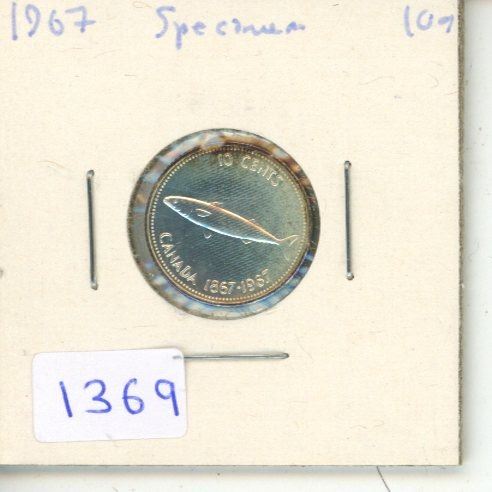 1967 Specimen 10¢
10 CENTS
CANADA 1867-1967
1369